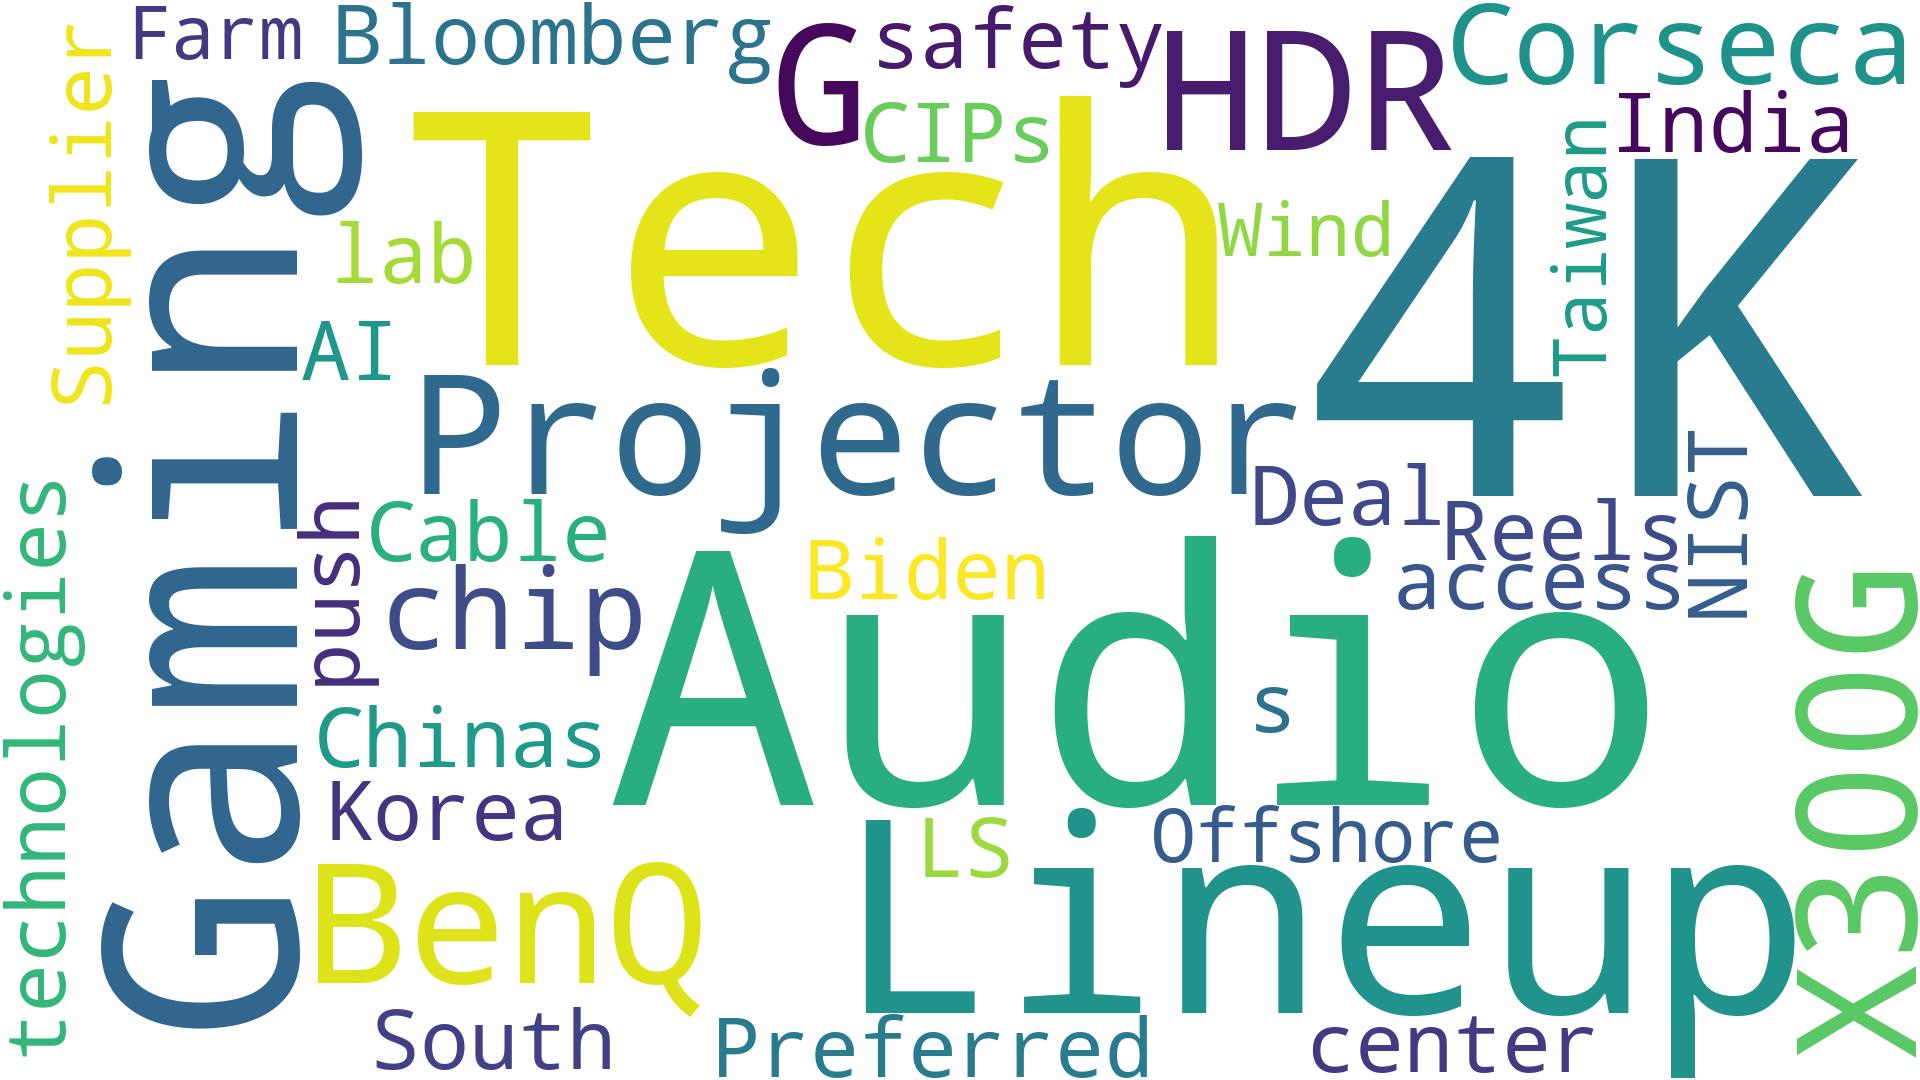 Farm
Bloomberg
G
safety
HDR
Corseca
Supplier
Gaming
Tech
CIPs
India
4K
Taiwan
lab
Wind
AI
Projector
Deal
NIST
technologies
push
Cable
Reels
chip
Biden
access
Audio
X300G
Chinas
s
Korea
LS
Offshore
BenQ
Lineup
South
Preferred
center